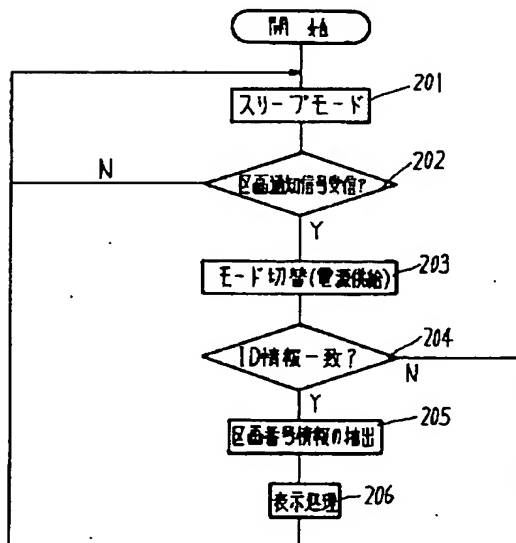 開始
スリープモード
201
区画通知信号受信?
202
N
Y
モード切替(電源供給)
203
ID情報一致?
204
N
Y
区画番号情報の抽出
205
表示処理
206